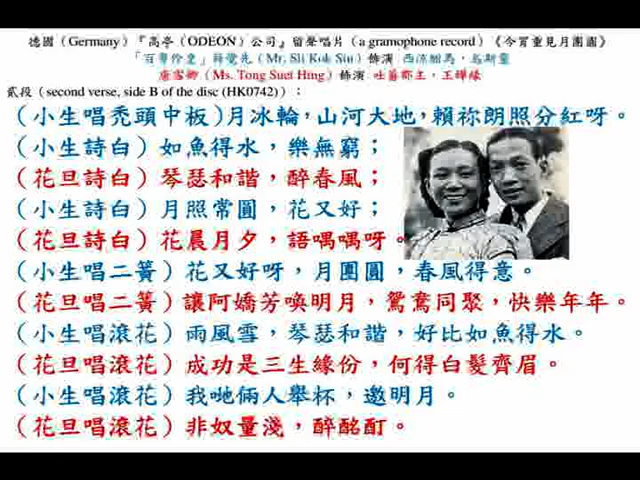 德國（Germany）『高亭（ODEON）公司』留聲唱片（a gramophone record）《今宵重見月團圓》
「百粵伶皇」薛覺先（Mr. Sit Kok Sin）飾演 西涼
唐雪卿（Ms. Tong Suet Hing）飾演 吐蕃郡主，王嬋緣
貳段（second verse, side B of the disc (HK0742)）：
（小生唱禿頭中板）月冰輪，山河大地，賴祢朗照分紅呀。
（小生詩白）如魚得水，樂無窮；
（花旦詩白）琴瑟和諧，醉春風；
（小生詩白）月照常圓，花又好；
（花旦詩白）花晨月夕，語喁喁呀。
（小生唱二簧）花又好呀，月團圓，春風得意。
（花旦唱二簧）讓阿嬌芳喚明月，鴛鴦同聚，快樂年年。
（小生唱滾花）雨風雪，琴瑟和諧，好比如魚得水。
（花旦唱滾花）成功是三生緣份，何得白髮齊眉。
（小生唱滾花）我哋倆人舉杯，邀明月。
（花旦唱滾花）非奴量淺，醉酩酊。